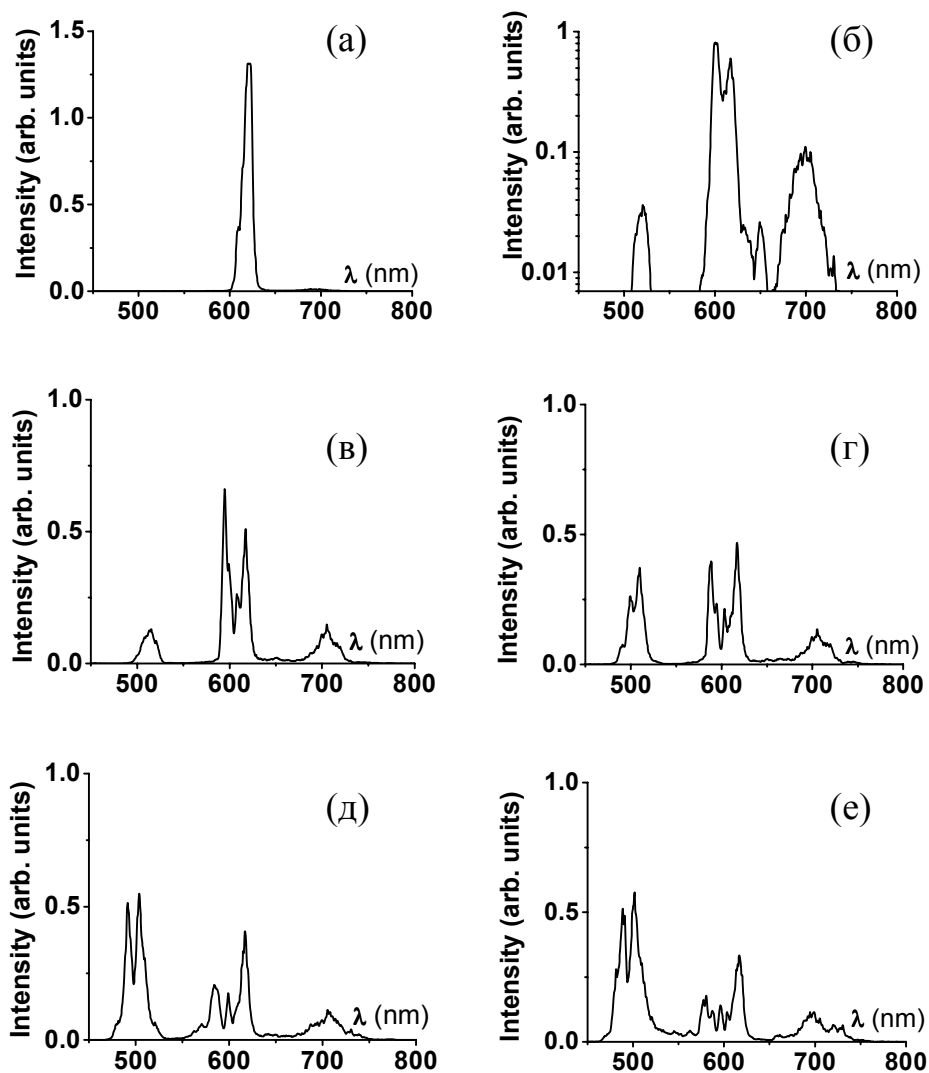 (а)
Intensity (arb. units)
1.5
1.0
0.5
0.0
500 600 700 800
λ (nm)
(б)
Intensity (arb. units)
1
0.1
0.01
500 600 700 800
λ (nm)
(в)
Intensity (arb. units)
1.0
0.5
0.0
500 600 700 800
λ (nm)
(г)
Intensity (arb. units)
1.0
0.5
0.0
500 600 700 800
λ (nm)
(д)
Intensity (arb. units)
1.0
0.5
0.0
500 600 700 800
λ (nm)
(е)
Intensity (arb. units)
1.0
0.5
0.0
500 600 700 800
λ (nm)